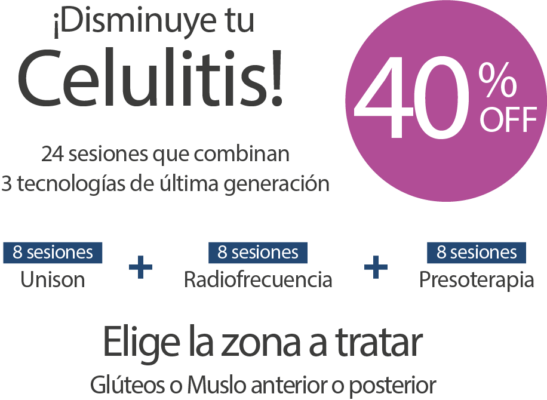 ¡Disminuye tu
Celulitis!
40% OFF
24 sesiones que combinan
3 tecnologías de última generación
8 sesiones
Unison
+
8 sesiones
Radiofrecuencia
+
8 sesiones
Presoterapia
Elige la zona a tratar
Glúteos o Muslo anterior o posterior